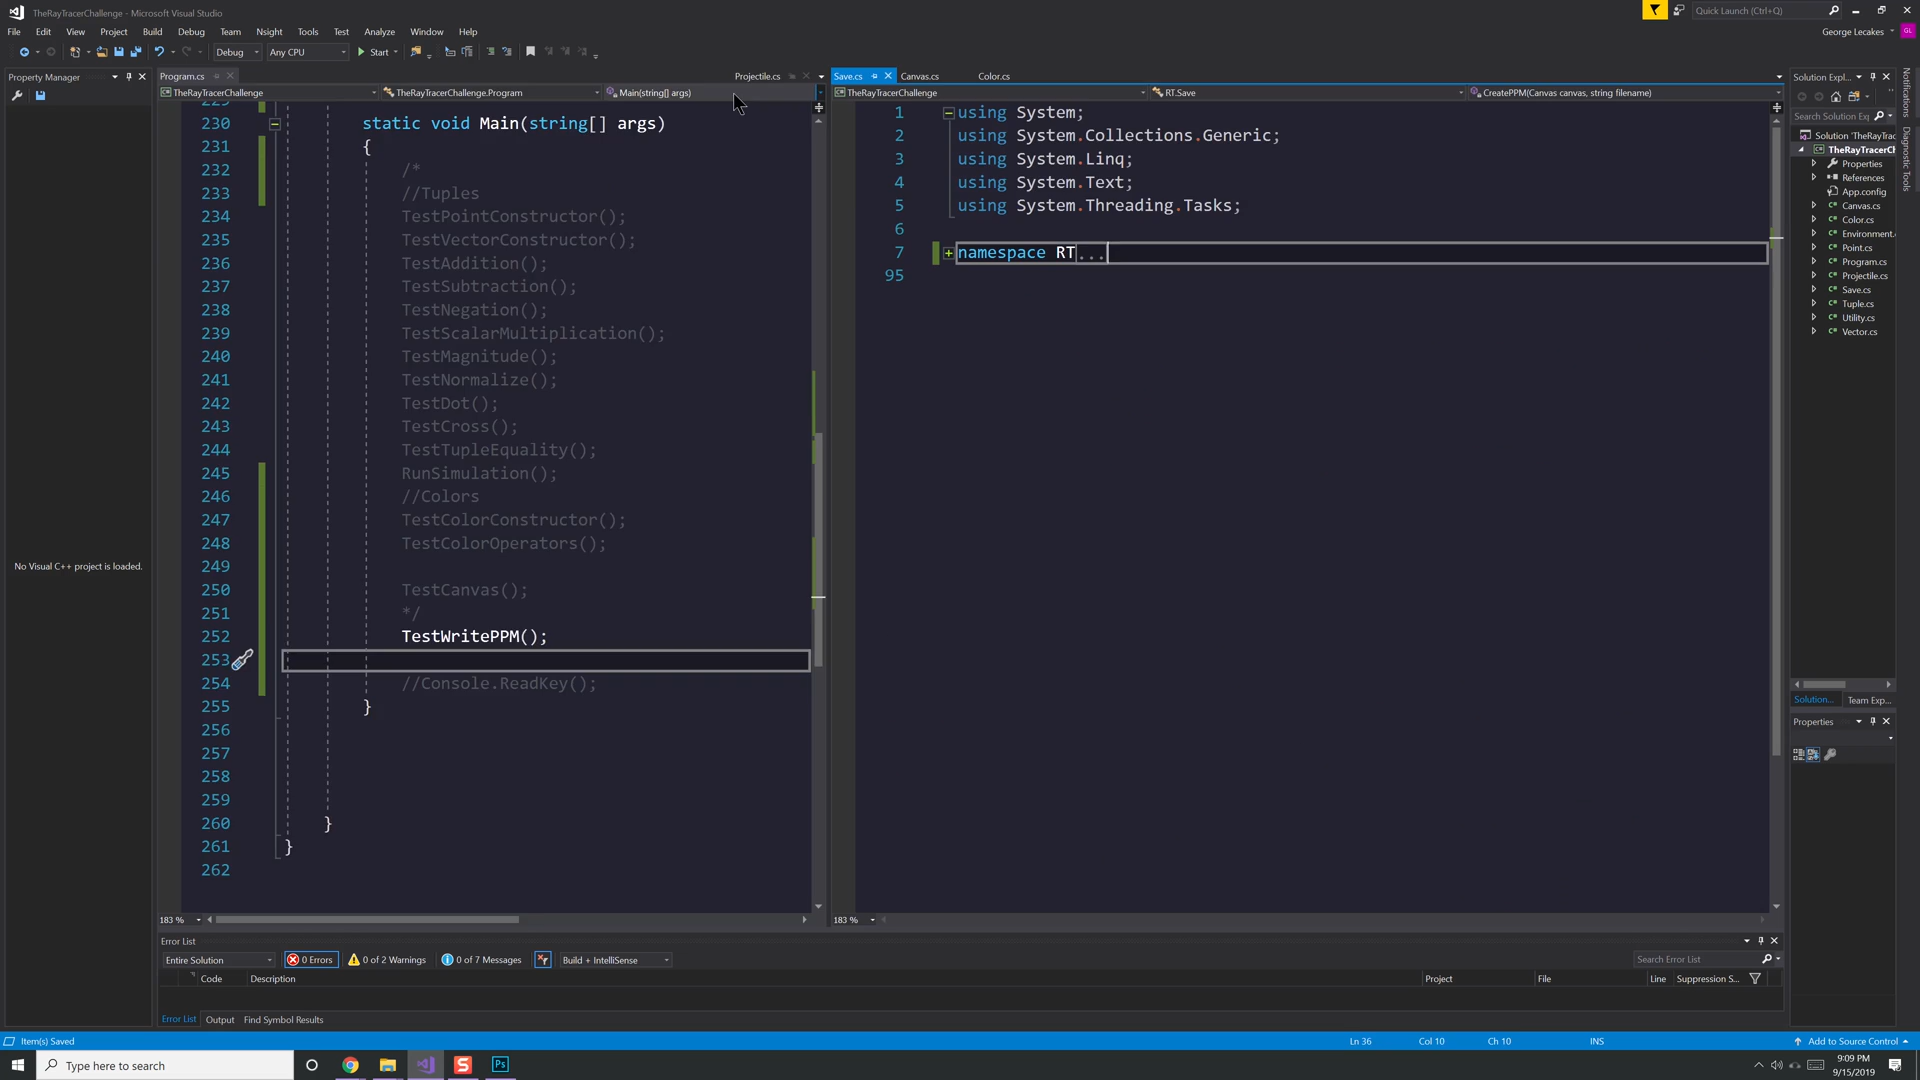 TheRayTracerChallenge - Microsoft Visual Studio
Quick Launch (Ctrl+Q)
File Edit View Project Build Debug Team Nsight Tools Test Analyze Window Help
George Lecakes
GL
Debug Any CPU Start
Property Manager
No Visual C++ project is loaded.
Program.cs
Projectile.cs
TheRayTracerChallenge
TheRayTracerChallenge.Program
Main(string[] args)
229
230 static void Main(string[] args)
231 {
232 /*
233 //Tuples
234 TestPointConstructor();
235 TestVectorConstructor();
236 TestAddition();
237 TestSubtraction();
238 TestNegation();
239 TestScalarMultiplication();
240 TestMagnitude();
241 TestNormalize();
242 TestDot();
243 TestCross();
244 TestTupleEquality();
245 RunSimulation();
246 //Colors
247 TestColorConstructor();
248 TestColorOperators();
249
250 TestCanvas();
251 */
252 TestWritePPM();
253
254 //Console.ReadKey();
255 }
256
257
258
259
260 }
261 }
262
183 %
Save.cs
Canvas.cs
Color.cs
TheRayTracerChallenge
RT.Save
CreatePPM(Canvas canvas, string filename)
1 using System;
2 using System.Collections.Generic;
3 using System.Linq;
4 using System.Text;
5 using System.Threading.Tasks;
6
7 namespace RT...
95
183 %
Solution Expl...
Search Solution Ex
Solution 'TheRayTrac
TheRayTracerCh
Properties
References
App.config
Canvas.cs
Color.cs
Environment.
Point.cs
Program.cs
Projectile.cs
Save.cs
Tuple.cs
Utility.cs
Vector.cs
Solution...
Team Exp...
Properties
Notifications
Diagnostic Tools
Error List
Entire Solution
0 Errors
0 of 2 Warnings
0 of 7 Messages
Build + IntelliSense
Search Error List
Code
Description
Project
File
Line
Suppression S...
Error List
Output
Find Symbol Results
Item(s) Saved
Ln 36
Col 10
Ch 10
INS
Add to Source Control
Type here to search
S
Ps
9:09 PM
9/15/2019